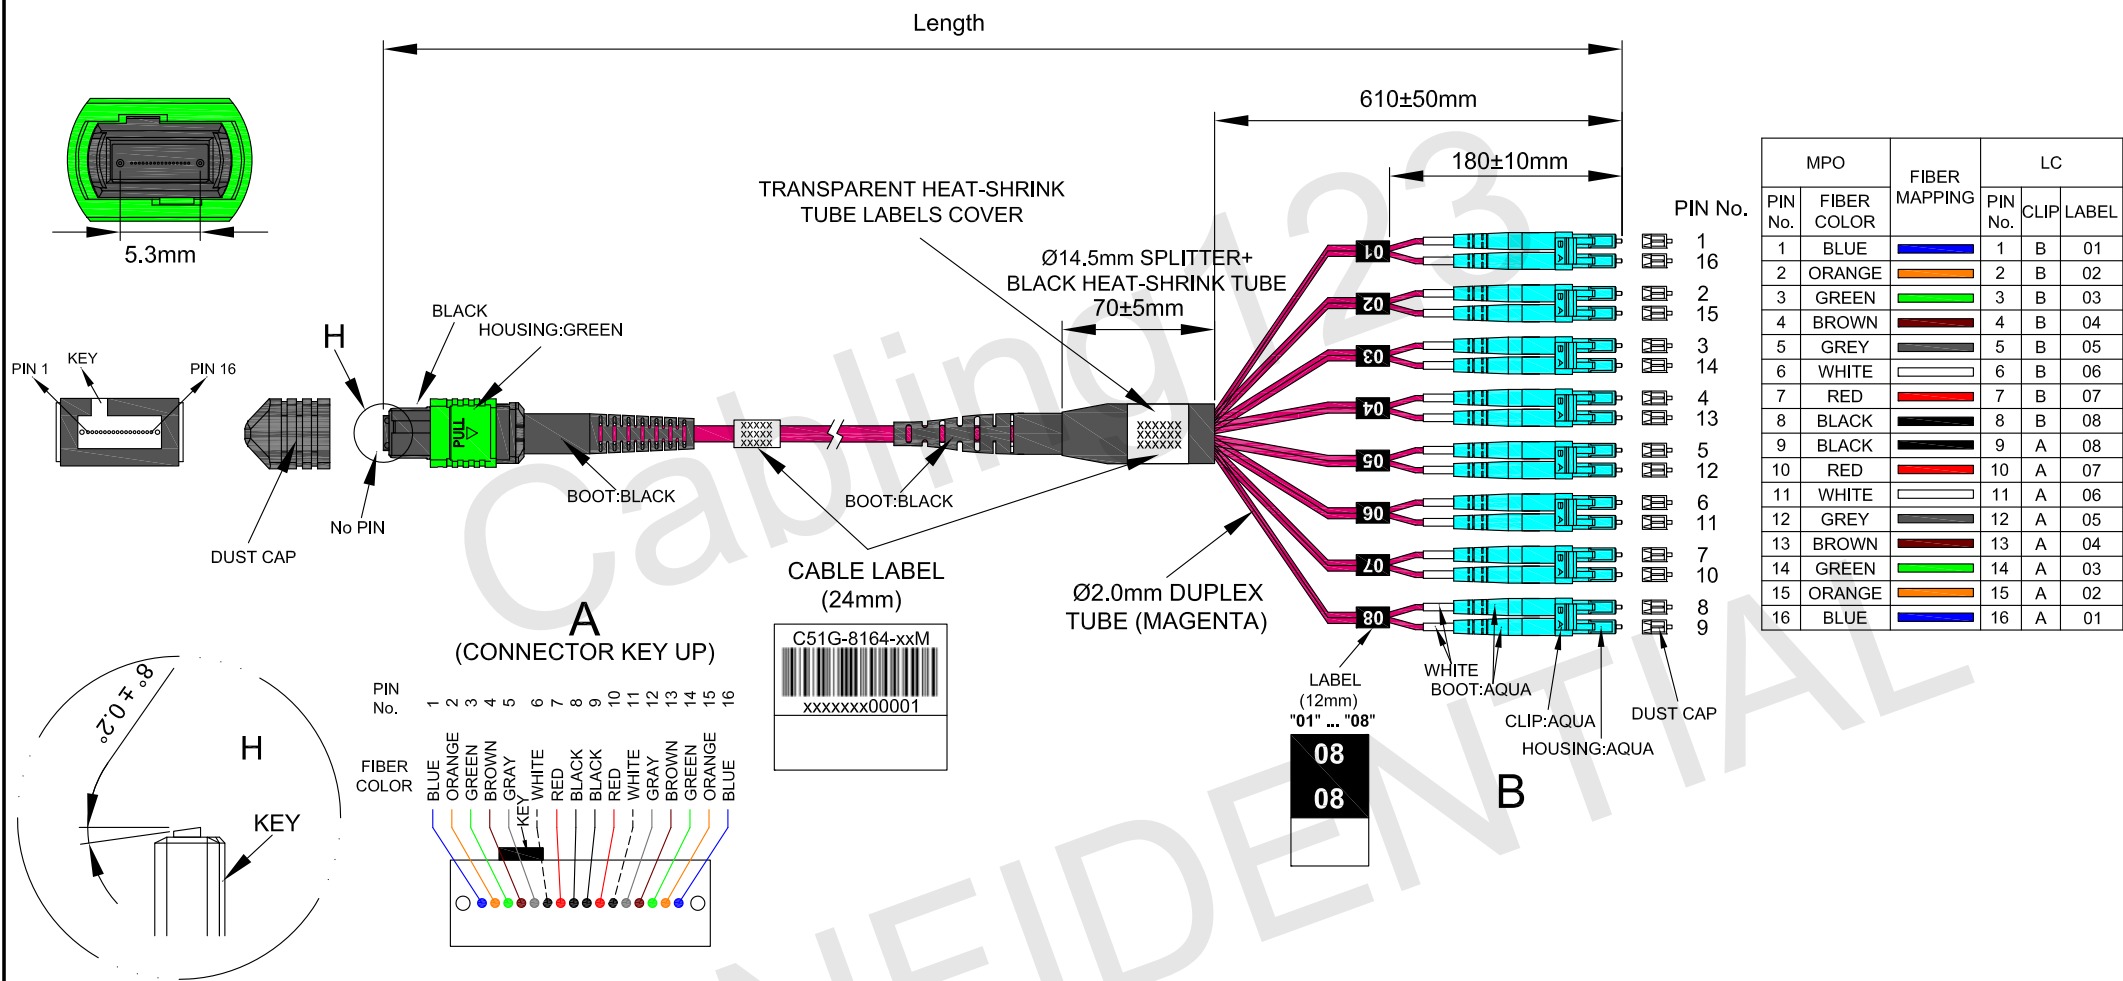 Length
610±50mm
180±10mm
5.3mm
TRANSPARENT HEAT-SHRINK
TUBE LABELS COVER
Ø14.5mm SPLITTER+
BLACK HEAT-SHRINK TUBE
70±5mm
H
BLACK
HOUSING:GREEN
KEY
PIN 1
PIN 16
PULL
XXXXX
XXXXX
XXXXX
XXXXXX
XXXXXX
XXXXXX
BOOT:BLACK
BOOT:BLACK
No PIN
DUST CAP
CABLE LABEL
(24mm)
C51G-8164-xxM
xxxxxxx00001
Ø2.0mm DUPLEX
TUBE (MAGENTA)
01
02
03
04
05
06
07
08
B
A
PIN No.
1
16
2
15
3
14
4
13
5
12
6
11
7
10
8
9
WHITE
BOOT:AQUA
CLIP:AQUA
HOUSING:AQUA
DUST CAP
LABEL
(12mm)
"01" ... "08"
08
08
B
A
(CONNECTOR KEY UP)
PIN No. 1 2 3 4 5 6 7 8 9 10 11 12 13 14 15 16
FIBER COLOR BLUE ORANGE GREEN BROWN GRAY WHITE RED BLACK BLACK RED WHITE GRAY BROWN GREEN ORANGE BLUE
KEY
8° ± 0.2°
H
KEY
MPO FIBER MAPPING LC
PIN No. FIBER COLOR PIN No. CLIP LABEL
1 BLUE 1 B 01
2 ORANGE 2 B 02
3 GREEN 3 B 03
4 BROWN 4 B 04
5 GREY 5 B 05
6 WHITE 6 B 06
7 RED 7 B 07
8 BLACK 8 B 08
9 BLACK 9 A 08
10 RED 10 A 07
11 WHITE 11 A 06
12 GREY 12 A 05
13 BROWN 13 A 04
14 GREEN 14 A 03
15 ORANGE 15 A 02
16 BLUE 16 A 01
Cabling123
NFIDENTIAL